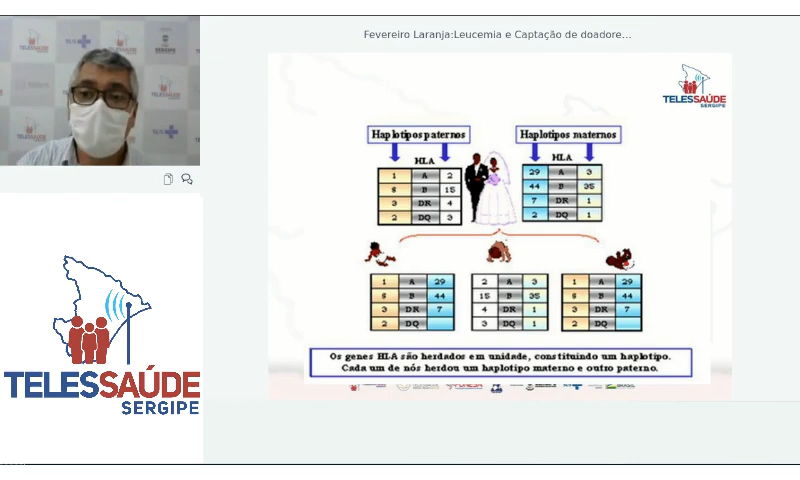 Fevereiro Laranja:Leucemia e Captação de doadore...
TELESSAÚDE
SERGIPE
Haplotipos paternos
Haplotipos maternos
HLA
HLA
1 A 2
8 B 15
3 DR 4
2 DQ 3
29 A 3
44 B 35
7 DR 1
2 DQ 1
1 A 29
8 B 44
3 DR 7
2 DQ
2 A 3
15 B 35
4 DR 1
3 DQ 1
1 A 29
8 B 44
3 DR 7
2 DQ
Os genes HLA são herdados em unidade, constituindo um haplotipo.
Cada um de nós herdou um haplotipo materno e outro paterno.
TELESSAÚDE
SERGIPE